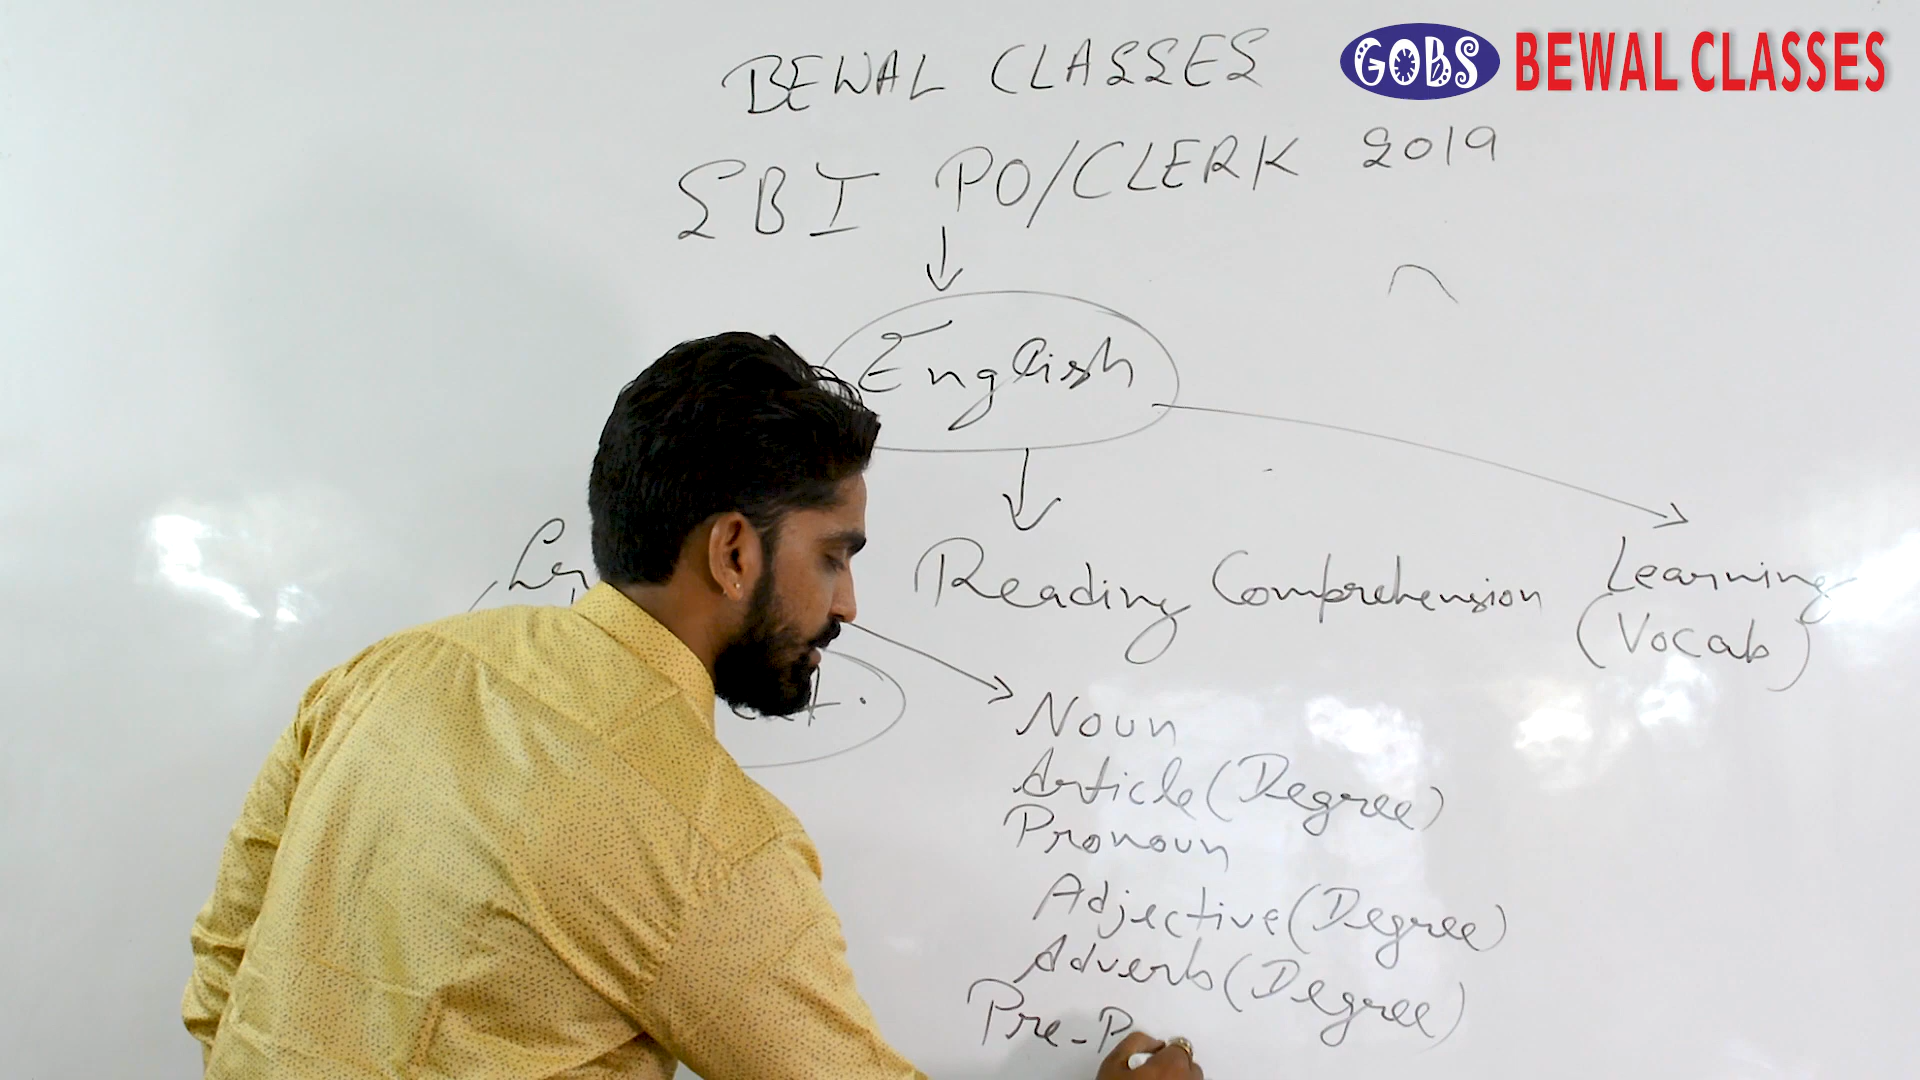 GOBS BEWAL CLASSES
BEWAL CLASSES
SBI PO/CLERK 2019
English
Reading Comprehension
Learning
(Vocab)
Noun
Article (Degree)
Pronoun
Adjective (Degree)
Adverb (Degree)
Pre-P